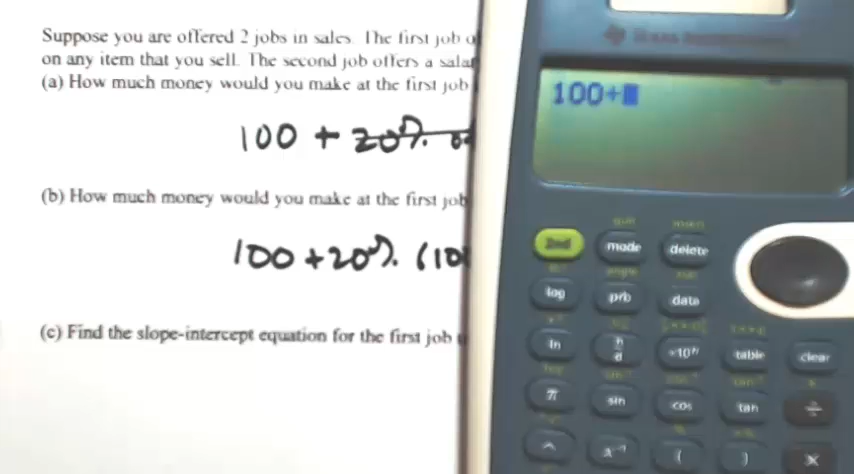 Suppose you are offered 2 jobs in sales. The first job
on any item that you sell. The second job offers a
(a) How much money would you make at the first job
100 + 20%
(b) How much money would you make at the first job
100 + 20% (10
(c) Find the slope-intercept equation for the first job
100+
2nd mode delete
log prb data
ln n/d table clear
π sin cos tan ÷
^ ( ) ×